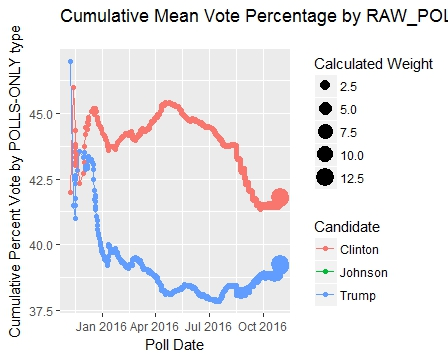 Cumulative Mean Vote Percentage by RAW_POL
Cumulative Percent Vote by POLLS-ONLY type
45.0
42.5
40.0
37.5
Jan 2016 Apr 2016 Jul 2016 Oct 2016
Poll Date
Calculated Weight
2.5
5.0
7.5
10.0
12.5
Candidate
Clinton
Johnson
Trump